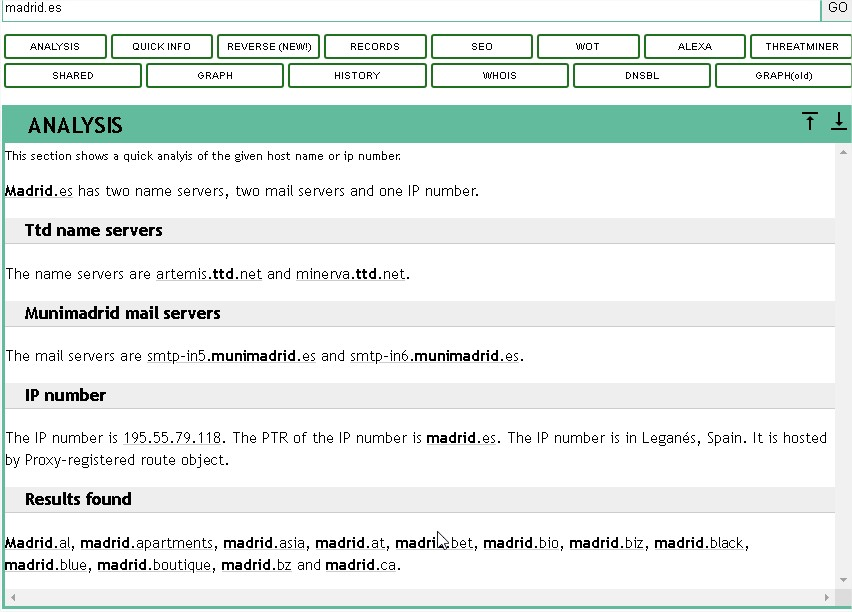 madrid.es GO
ANALYSIS QUICK INFO REVERSE (NEW!) RECORDS SEO WOT ALEXA THREATMINER
SHARED GRAPH HISTORY WHOIS DNSBL GRAPH(old)
ANALYSIS
This section shows a quick analyis of the given host name or ip number.
Madrid.es has two name servers, two mail servers and one IP number.
Ttd name servers
The name servers are artemis.ttd.net and minerva.ttd.net.
Munimadrid mail servers
The mail servers are smtp-in5.munimadrid.es and smtp-in6.munimadrid.es.
IP number
The IP number is 195.55.79.118. The PTR of the IP number is madrid.es. The IP number is in Leganés, Spain. It is hosted
by Proxy-registered route object.
Results found
Madrid.al, madrid.apartments, madrid.asia, madrid.at, madrid.bet, madrid.bio, madrid.biz, madrid.black,
madrid.blue, madrid.boutique, madrid.bz and madrid.ca.